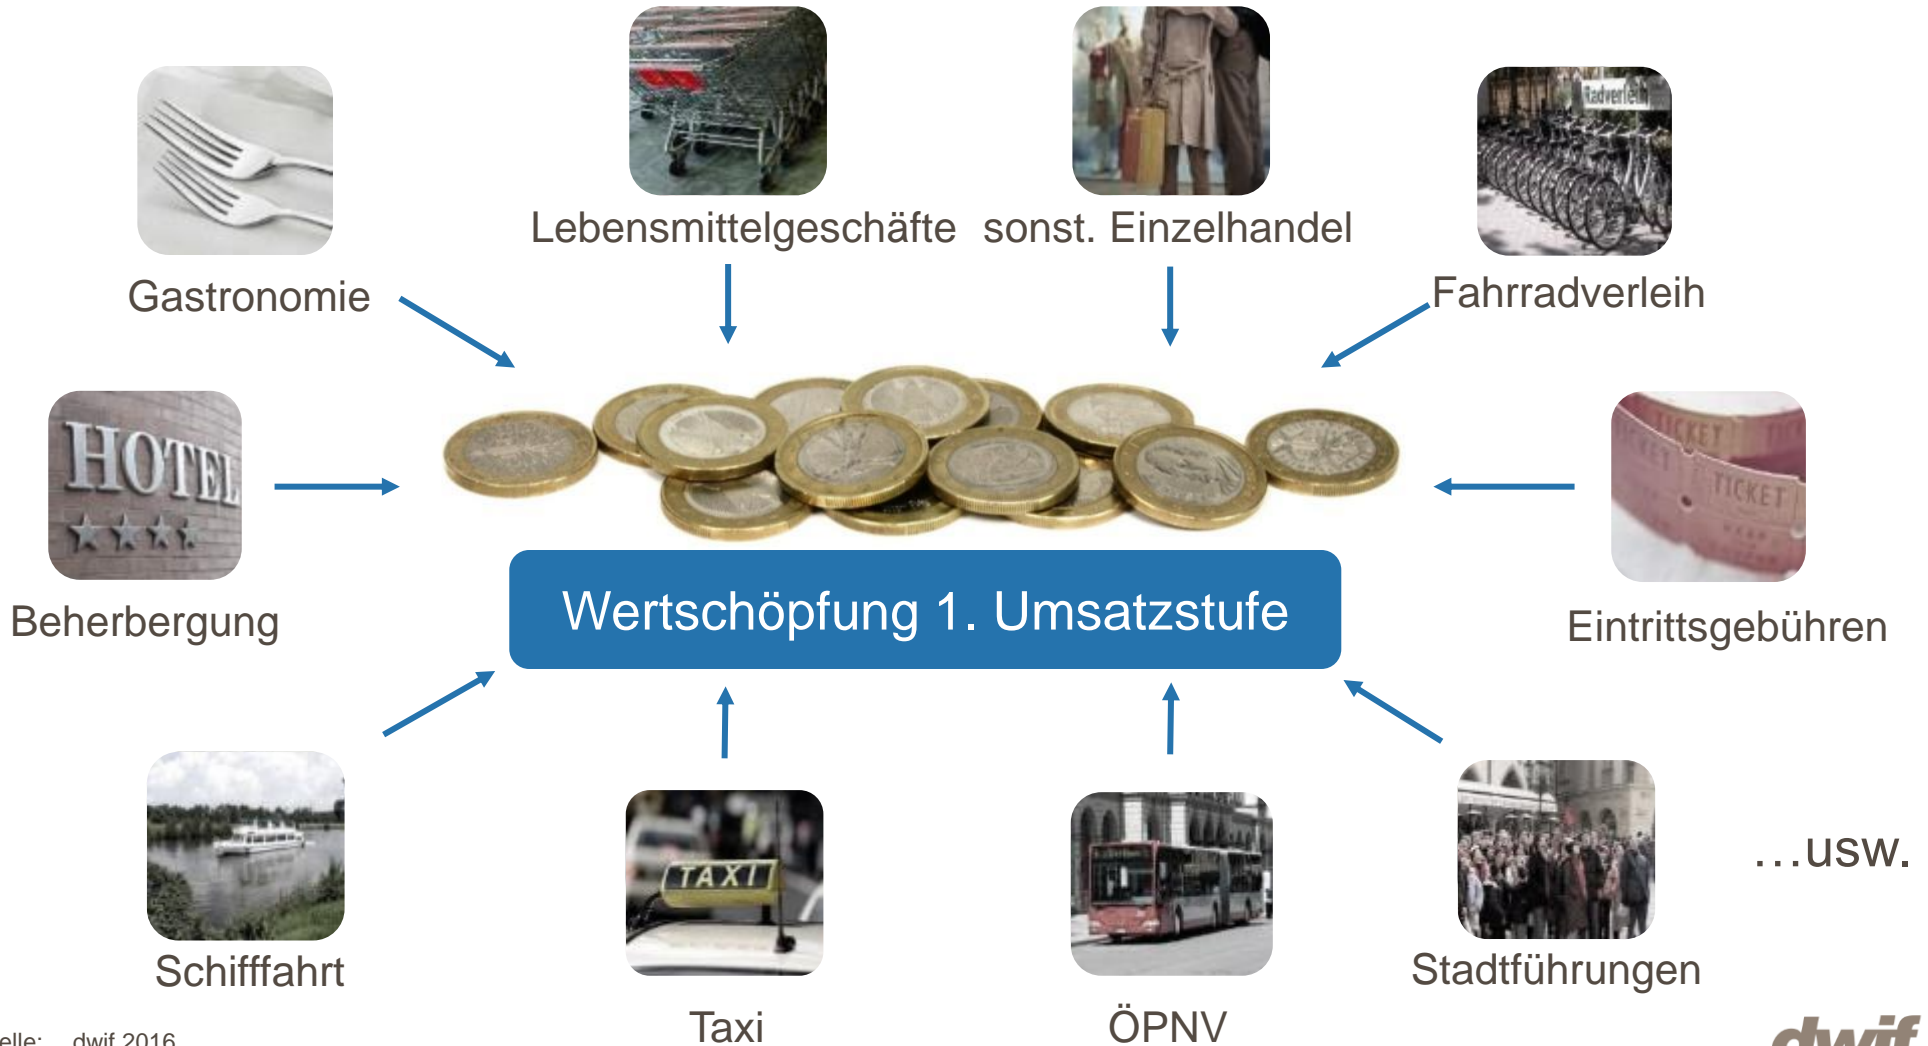 Radverleih
Lebensmittelgeschäfte
sonst. Einzelhandel
Gastronomie
Fahrradverleih
HOTEL
TICKET
TICKET
TICKET
Beherbergung
Wertschöpfung 1. Umsatzstufe
Eintrittsgebühren
TAXI
…usw.
Schifffahrt
Stadtführungen
Taxi
ÖPNV
elle: dwif 2016
dwif